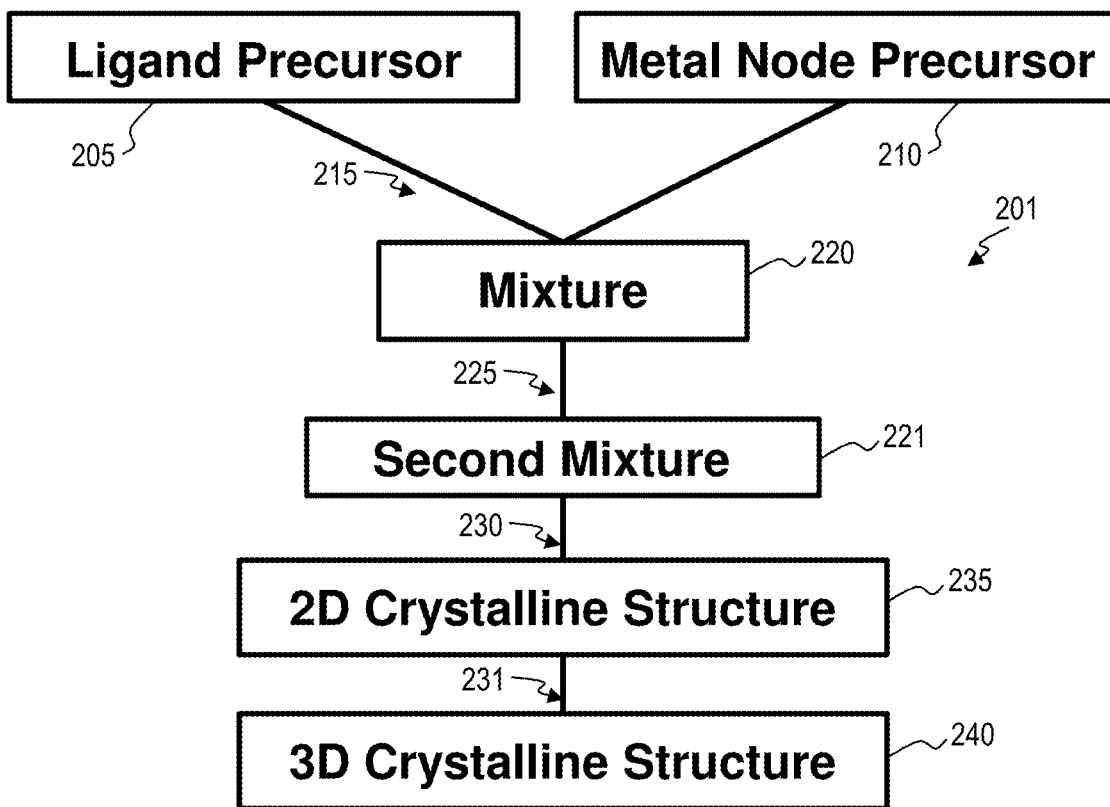 Ligand Precursor
Metal Node Precursor
205
210
215
201
Mixture
220
225
Second Mixture
221
230
2D Crystalline Structure
235
231
3D Crystalline Structure
240